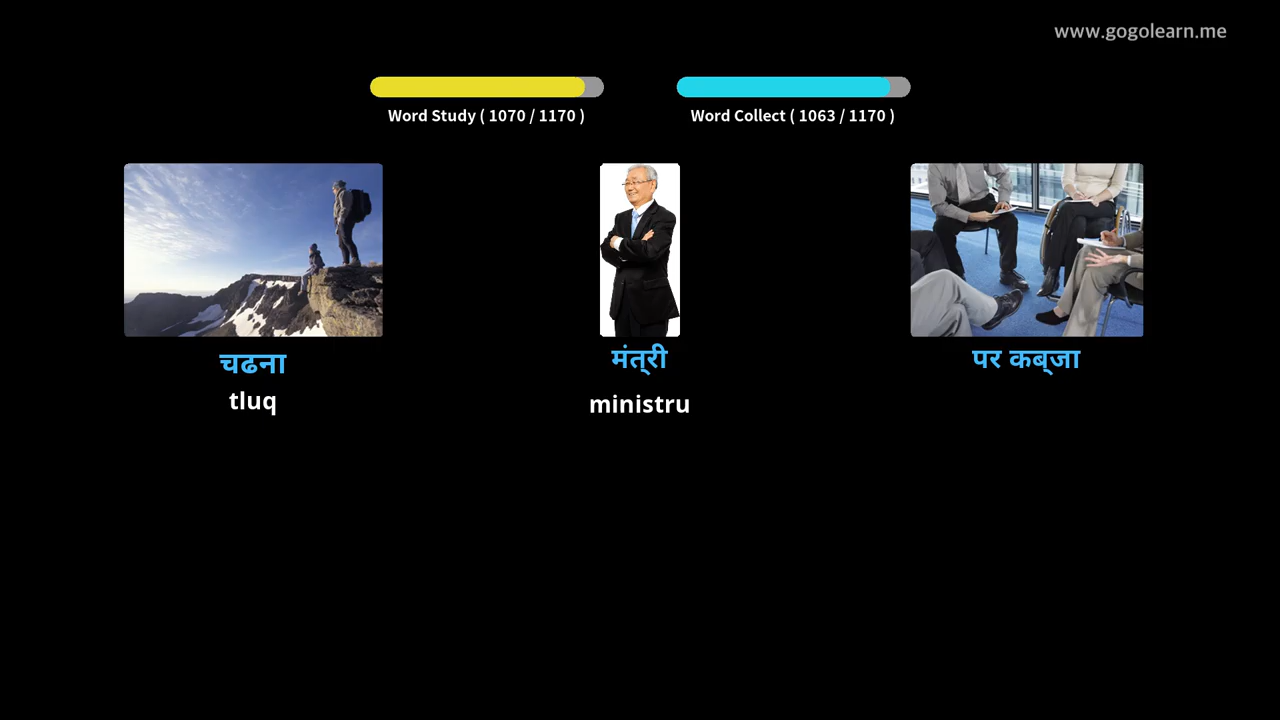 www.gogolearn.me
Word Study ( 1070 / 1170 )
Word Collect ( 1063 / 1170 )
चढना
मंत्री
पर कब्जा
tluq
ministru